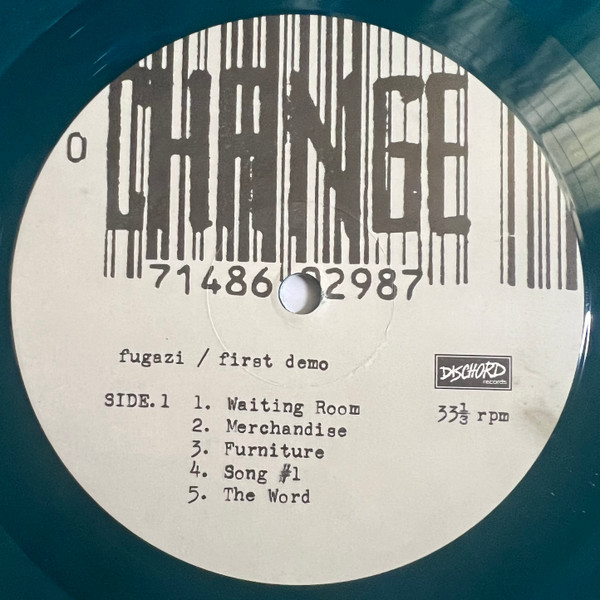 CHANGE
0
71486 02987
fugazi / first demo
DISCHORD
records
SIDE.1 1. Waiting Room
33⅓ rpm
2. Merchandise
3. Furniture
4. Song #1
5. The Word